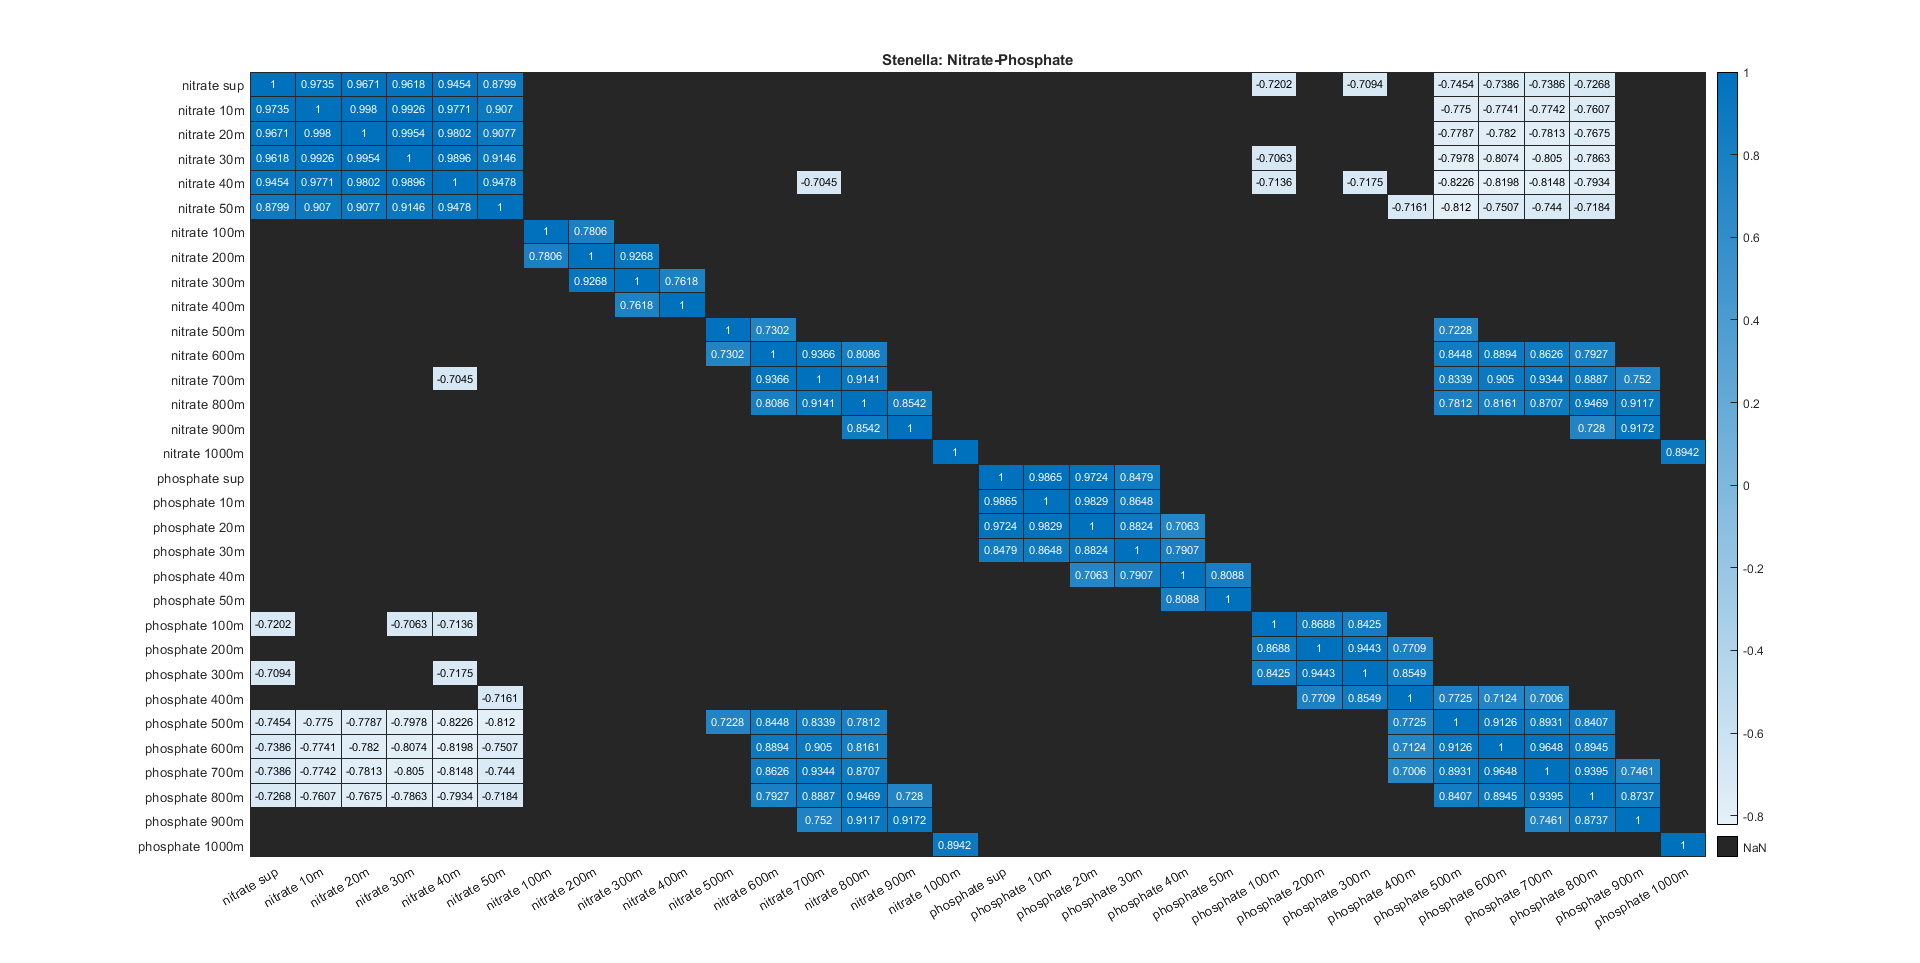 Stenella: Nitrate-Phosphate
nitrate sup 1 0.9735 0.9671 0.9618 0.9454 0.8799 -0.7202 -0.7094 -0.7454 -0.7386 -0.7386 -0.7268
nitrate 10m 0.9735 1 0.998 0.9926 0.9771 0.907 -0.775 -0.7741 -0.7742 -0.7607
nitrate 20m 0.9671 0.998 1 0.9954 0.9802 0.9077 -0.7787 -0.782 -0.7813 -0.7675
nitrate 30m 0.9618 0.9926 0.9954 1 0.9896 0.9146 -0.7063 -0.7978 -0.8074 -0.805 -0.7863
nitrate 40m 0.9454 0.9771 0.9802 0.9896 1 0.9478 -0.7045 -0.7136 -0.7175 -0.8226 -0.8198 -0.8148 -0.7934
nitrate 50m 0.8799 0.907 0.9077 0.9146 0.9478 1 -0.7161 -0.812 -0.7507 -0.744 -0.7184
nitrate 100m 1 0.7806
nitrate 200m 0.7806 1 0.9268
nitrate 300m 0.9268 1 0.7618
nitrate 400m 0.7618 1
nitrate 500m 1 0.7302 0.7228
nitrate 600m 0.7302 1 0.9366 0.8086 0.8448 0.8894 0.8626 0.7927
nitrate 700m -0.7045 0.9366 1 0.9141 0.8339 0.905 0.9344 0.8887 0.752
nitrate 800m 0.8086 0.9141 1 0.8542 0.7812 0.8161 0.8707 0.9469 0.9117
nitrate 900m 0.8542 1 0.728 0.9172
nitrate 1000m 1 0.8942
phosphate sup 1 0.9865 0.9724 0.8479
phosphate 10m 0.9865 1 0.9829 0.8648
phosphate 20m 0.9724 0.9829 1 0.8824 0.7063
phosphate 30m 0.8479 0.8648 0.8824 1 0.7907
phosphate 40m 0.7063 0.7907 1 0.8088
phosphate 50m 0.8088 1
phosphate 100m -0.7202 -0.7063 -0.7136 1 0.8688 0.8425
phosphate 200m 0.8688 1 0.9443 0.7709
phosphate 300m -0.7094 -0.7175 0.8425 0.9443 1 0.8549
phosphate 400m -0.7161 0.7709 0.8549 1 0.7725 0.7124 0.7006
phosphate 500m -0.7454 -0.775 -0.7787 -0.7978 -0.8226 -0.812 0.7228 0.8448 0.8339 0.7812 0.7725 1 0.9126 0.8931 0.8407
phosphate 600m -0.7386 -0.7741 -0.782 -0.8074 -0.8198 -0.7507 0.8894 0.905 0.8161 0.7124 0.9126 1 0.9648 0.8945
phosphate 700m -0.7386 -0.7742 -0.7813 -0.805 -0.8148 -0.744 0.8626 0.9344 0.8707 0.7006 0.8931 0.9648 1 0.9395 0.7461
phosphate 800m -0.7268 -0.7607 -0.7675 -0.7863 -0.7934 -0.7184 0.7927 0.8887 0.9469 0.728 0.8407 0.8945 0.9395 1 0.8737
phosphate 900m 0.752 0.9117 0.9172 0.7461 0.8737 1
phosphate 1000m 0.8942 1
nitrate sup nitrate 10m nitrate 20m nitrate 30m nitrate 40m nitrate 50m nitrate 100m nitrate 200m nitrate 300m nitrate 400m nitrate 500m nitrate 600m nitrate 700m nitrate 800m nitrate 900m nitrate 1000m phosphate sup phosphate 10m phosphate 20m phosphate 30m phosphate 40m phosphate 50m phosphate 100m phosphate 200m phosphate 300m phosphate 400m phosphate 500m phosphate 600m phosphate 700m phosphate 800m phosphate 900m phosphate 1000m
1
0.8
0.6
0.4
0.2
0
-0.2
-0.4
-0.6
-0.8
NaN